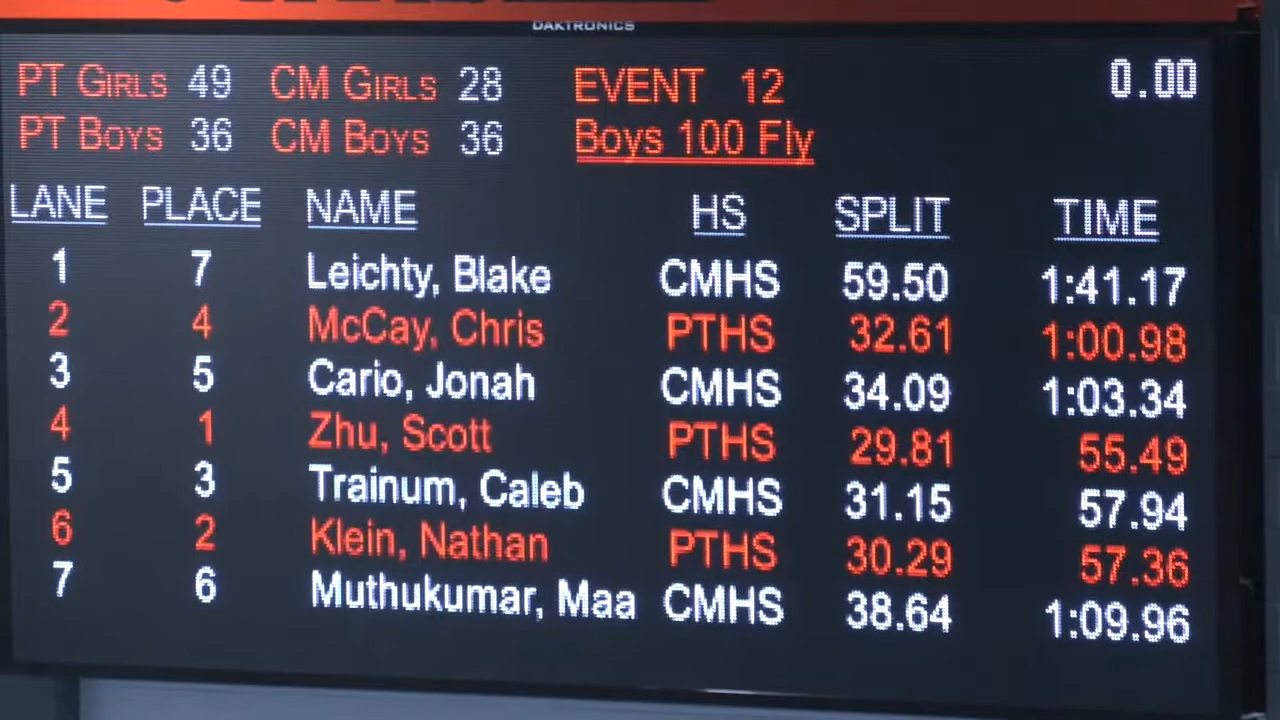 DAKTRONICS
PT GIRLS 49 CM GIRLS 28 EVENT 12 0.00
PT BOYS 36 CM BOYS 36 Boys 100 Fly
LANE PLACE NAME HS SPLIT TIME
1 7 Leichty, Blake CMHS 59.50 1:41.17
2 4 McCay, Chris PTHS 32.61 1:00.98
3 5 Cario, Jonah CMHS 34.09 1:03.34
4 1 Zhu, Scott PTHS 29.81 55.49
5 3 Trainum, Caleb CMHS 31.15 57.94
6 2 Klein, Nathan PTHS 30.29 57.36
7 6 Muthukumar, Maa CMHS 38.64 1:09.96